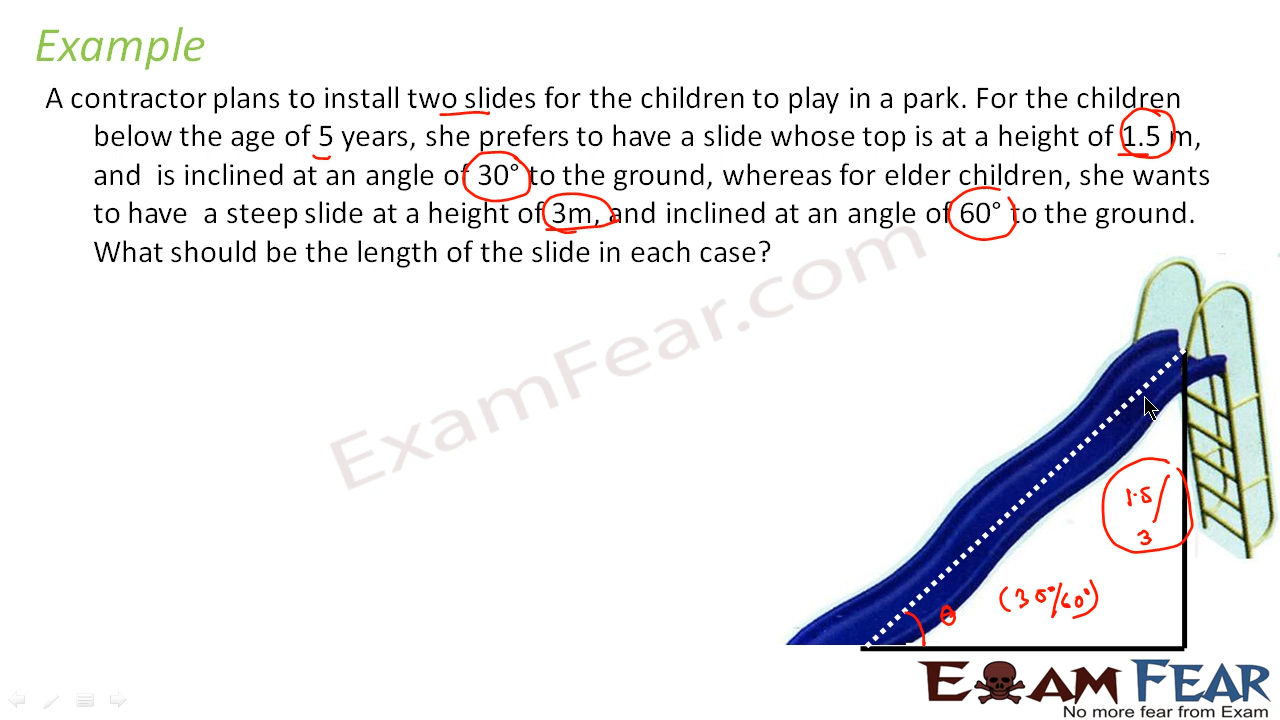 Example
A contractor plans to install two slides for the children to play in a park. For the children
below the age of 5 years, she prefers to have a slide whose top is at a height of 1.5 m,
and is inclined at an angle of 30° to the ground, whereas for elder children, she wants
to have a steep slide at a height of 3m, and inclined at an angle of 60° to the ground.
What should be the length of the slide in each case?
ExamFear.com
1.5/
3
(30°/60°)
θ
EXAM FEAR
No more fear from Exam